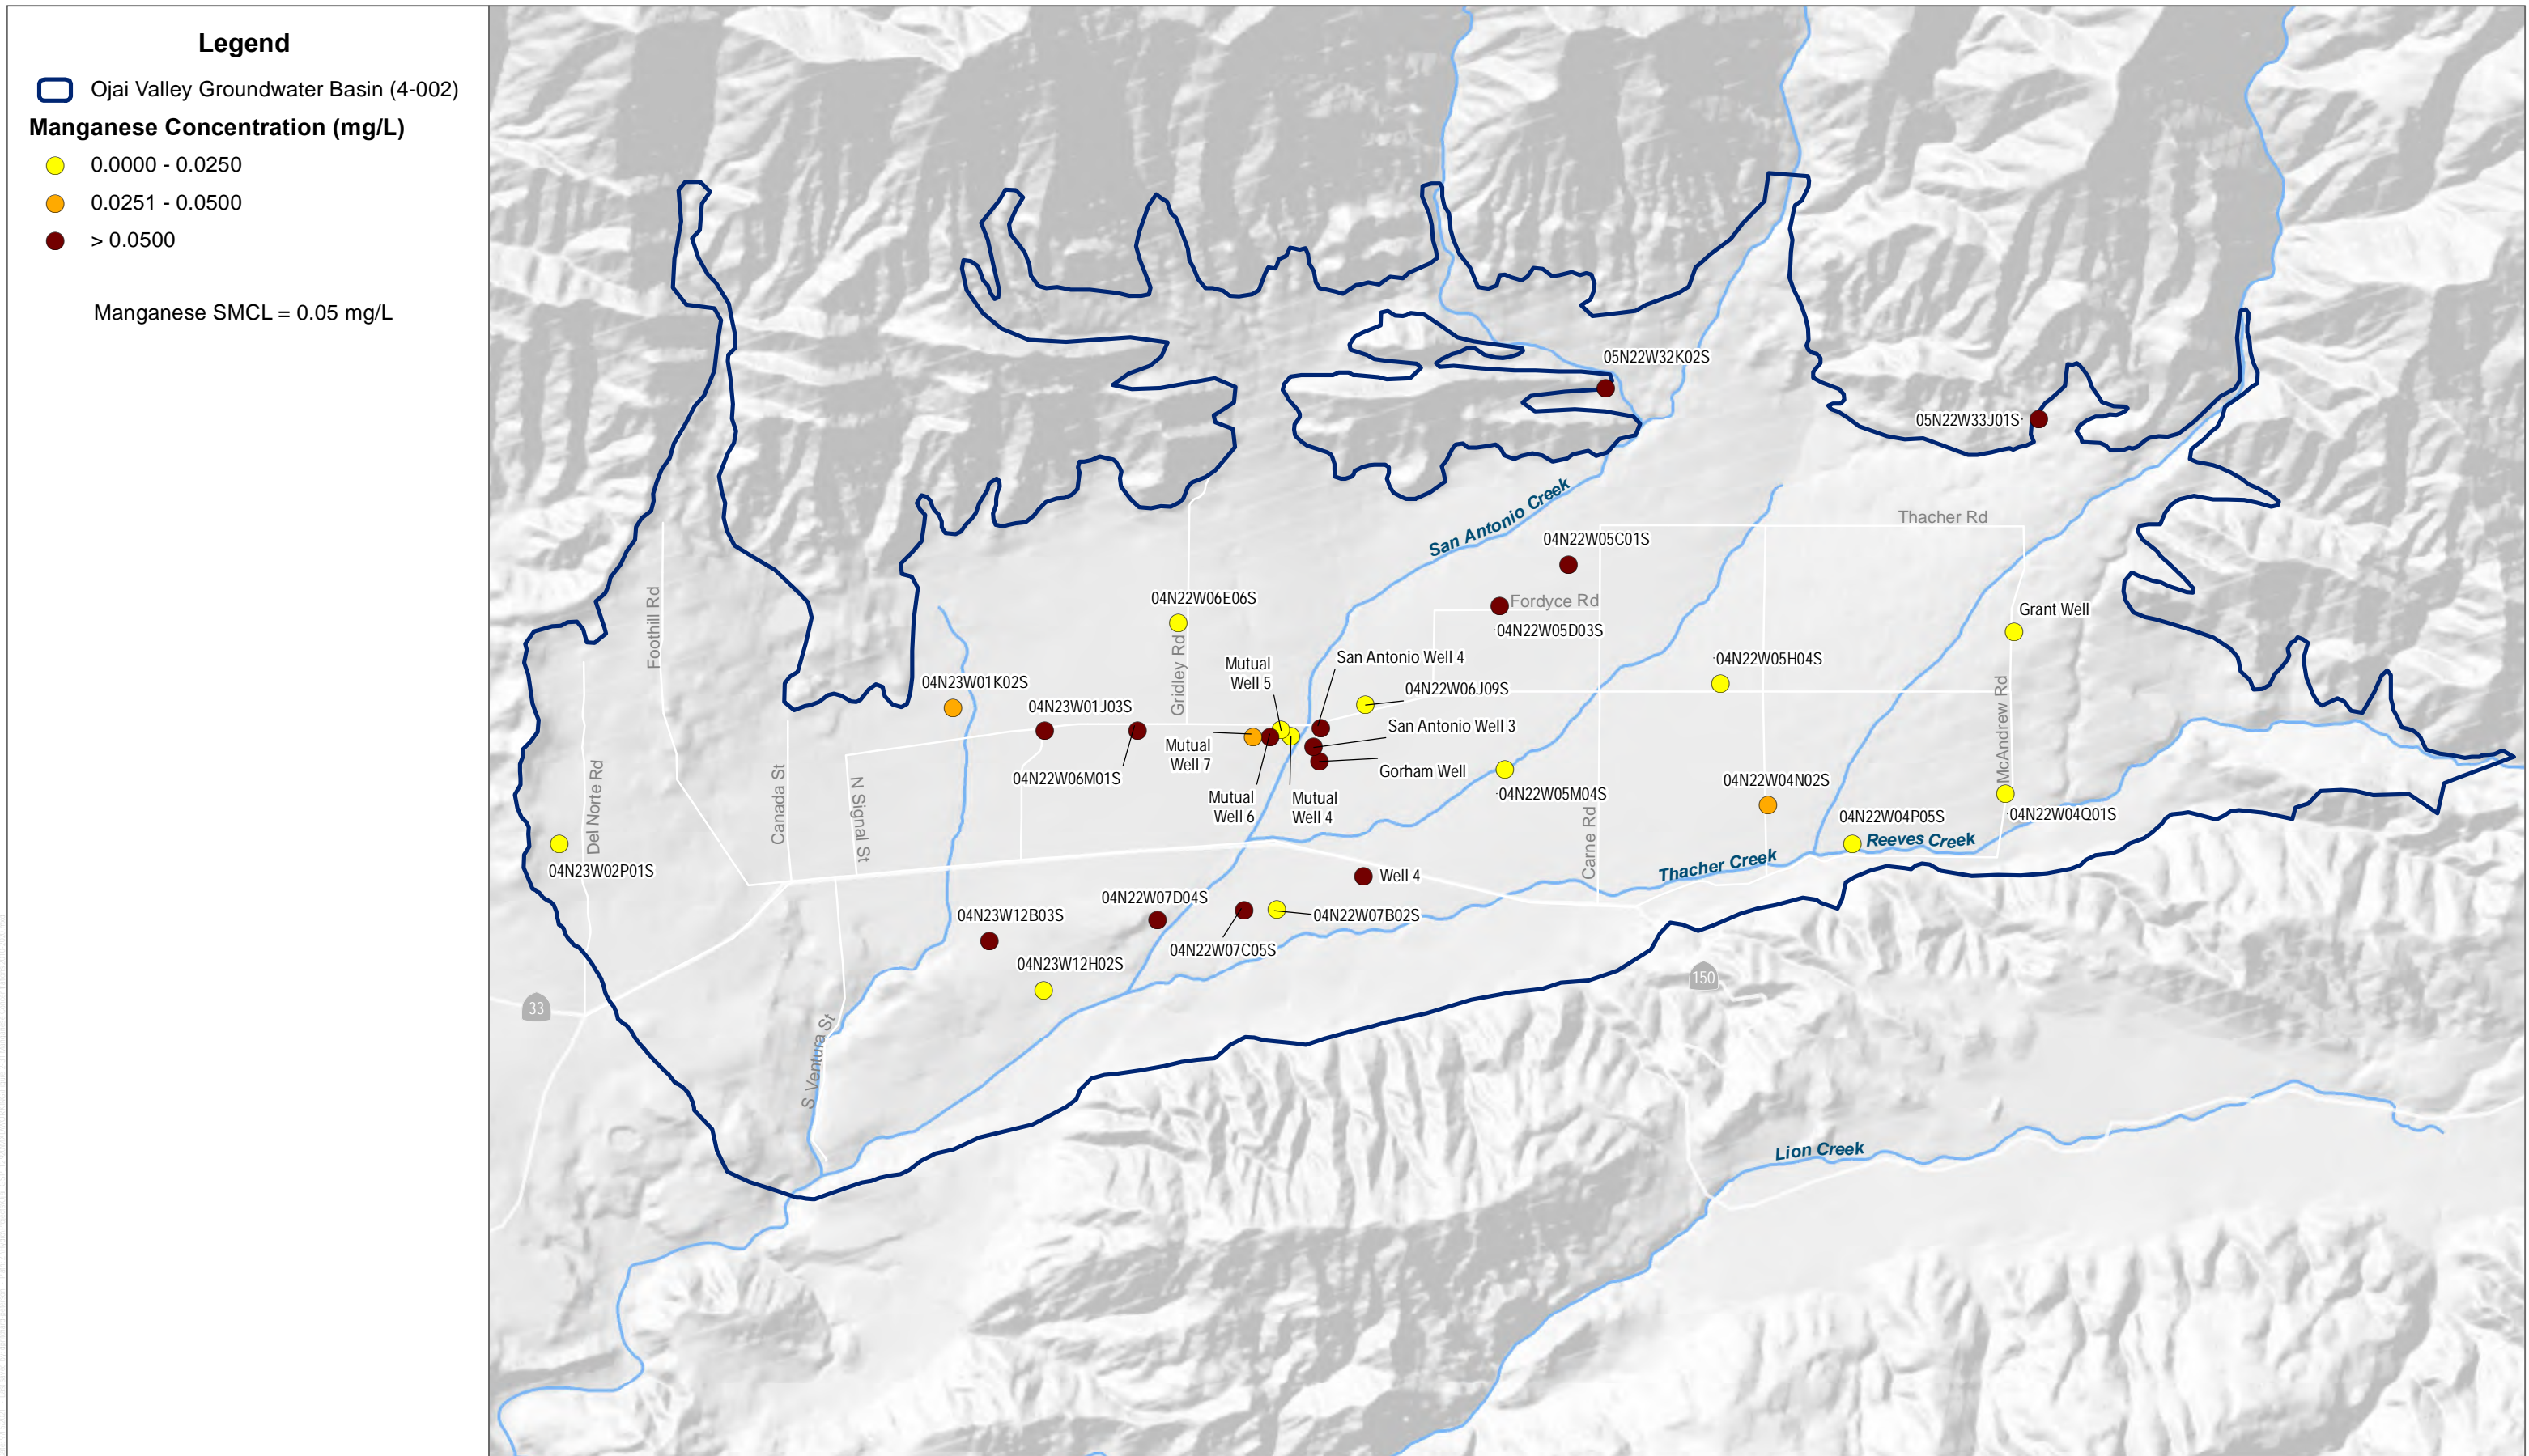 Legend
Ojai Valley Groundwater Basin (4-002)
Manganese Concentration (mg/L)
0.0000 - 0.0250
0.0251 - 0.0500
> 0.0500
Manganese SMCL = 0.05 mg/L
05N22W32K02S
05N22W33J01S
San Antonio Creek
Thacher Rd
04N22W05C01S
Foothill Rd
04N22W06E06S
Fordyce Rd
04N22W05D03S
Grant Well
Gridley Rd
Mutual
Well 5
San Antonio Well 4
04N22W05H04S
04N23W01K02S
04N22W06J09S
04N23W01J03S
San Antonio Well 3
McAndrew Rd
Mutual
Well 7
04N22W06M01S
Gorham Well
04N22W04N02S
Del Norte Rd
Canada St
N Signal St
Mutual
Well 6
Mutual
Well 4
04N22W05M04S
Carne Rd
04N22W04P05S
04N22W04Q01S
Reeves Creek
Thacher Creek
04N23W02P01S
Well 4
04N22W07D04S
04N23W12B03S
04N22W07B02S
04N22W07C05S
04N23W12H02S
150
33
S Ventura St
Lion Creek